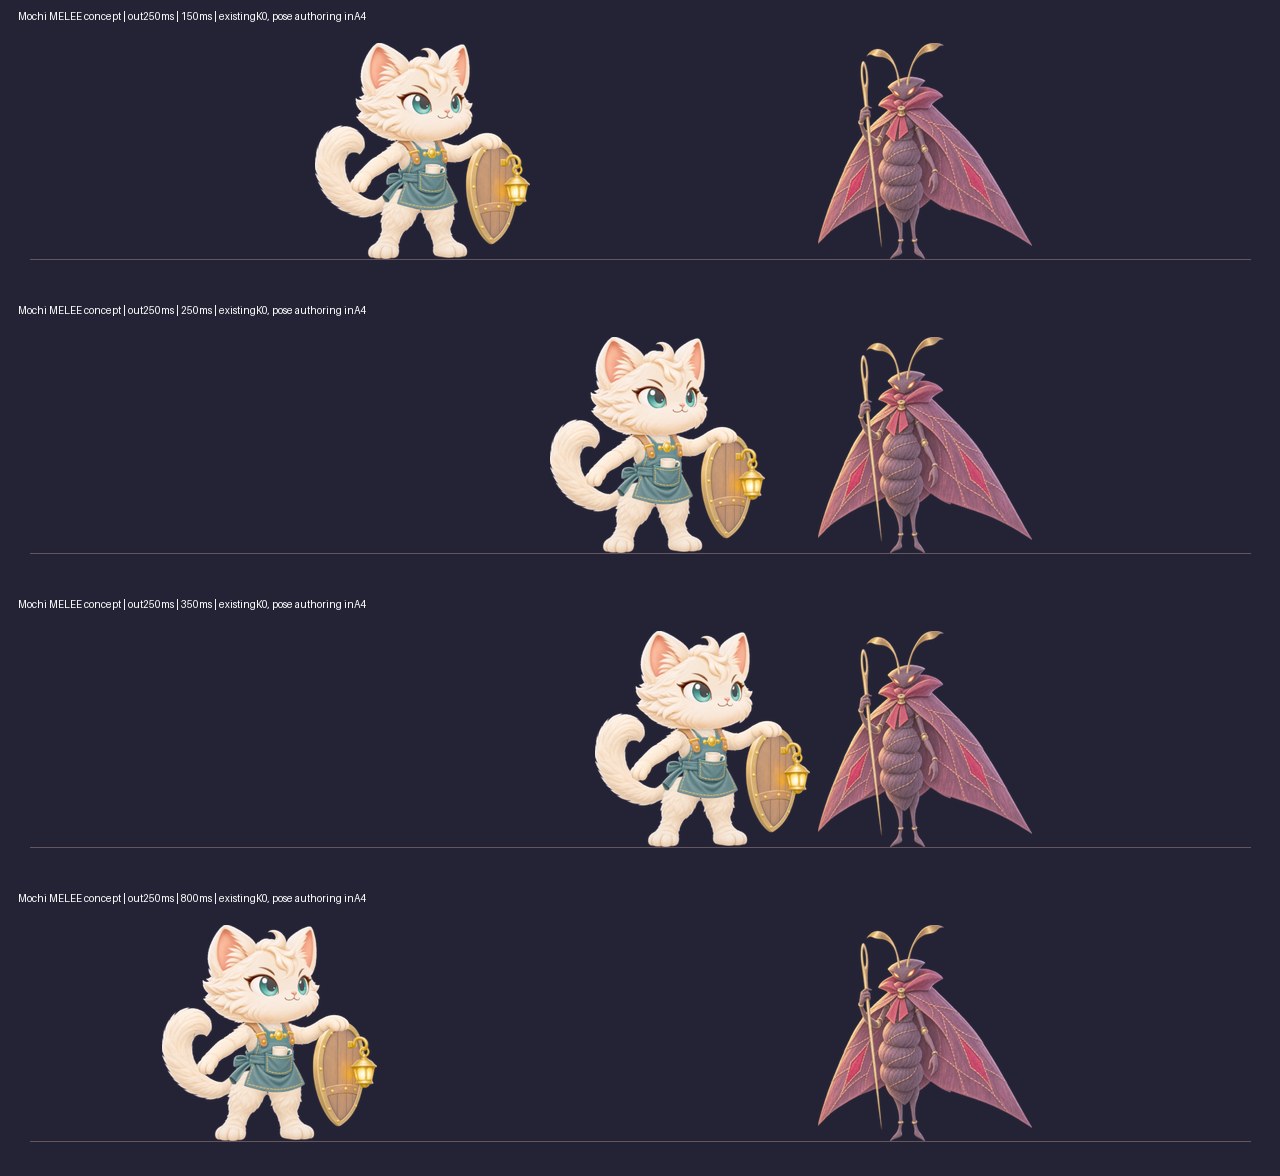 Mochi MELEE concept | out250ms | 150ms | existingK0, pose authoring inA4
Mochi MELEE concept | out250ms | 250ms | existingK0, pose authoring inA4
Mochi MELEE concept | out250ms | 350ms | existingK0, pose authoring inA4
Mochi MELEE concept | out250ms | 800ms | existingK0, pose authoring inA4